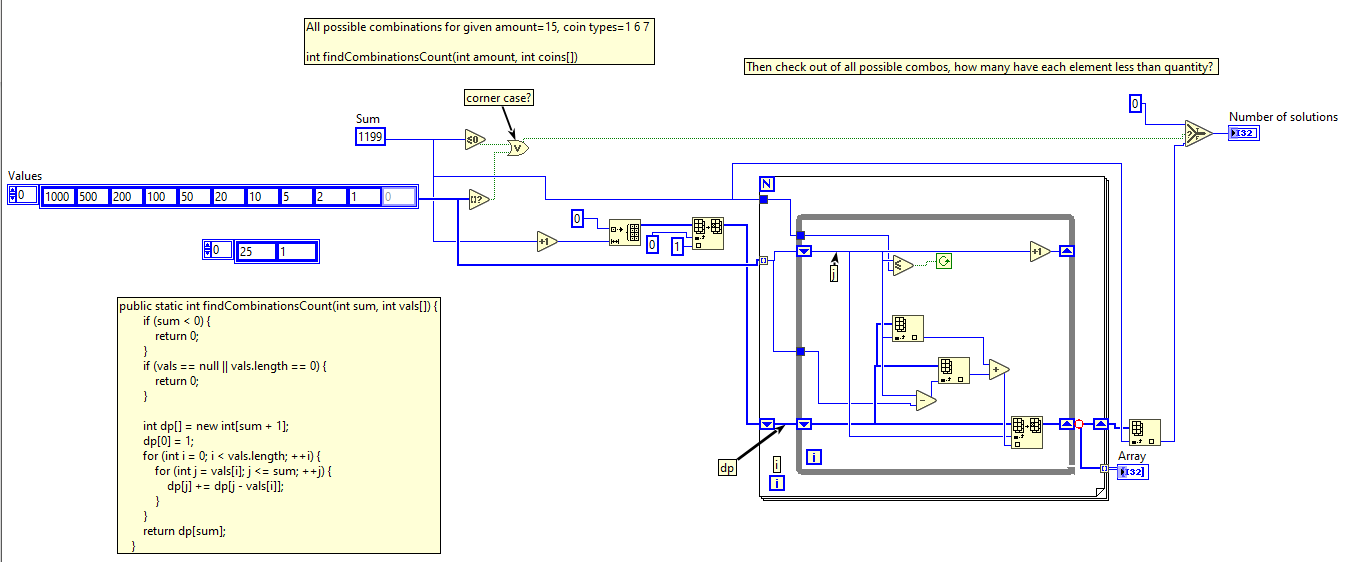 All possible combinations for given amount=15, coin types=1 6 7
int findCombinationsCount(int amount, int coins[])
Then check out of all possible combos, how many have each element less than quantity?
corner case?
0
Number of solutions
I32
Sum
1199
≤0
V
?
Values
0
1000 500 200 100 50 20 10 5 2 1 0
[]?
N
0
+1
0
1
0
25 1
j
≤
+1
public static int findCombinationsCount(int sum, int vals[]) {
if (sum < 0) {
return 0;
}
if (vals == null || vals.length == 0) {
return 0;
}
int dp[] = new int[sum + 1];
dp[0] = 1;
for (int i = 0; i < vals.length; ++i) {
for (int j = vals[i]; j <= sum; ++j) {
dp[j] += dp[j - vals[i]];
}
}
return dp[sum];
}
+
-
dp
i
i
i
Array
I32